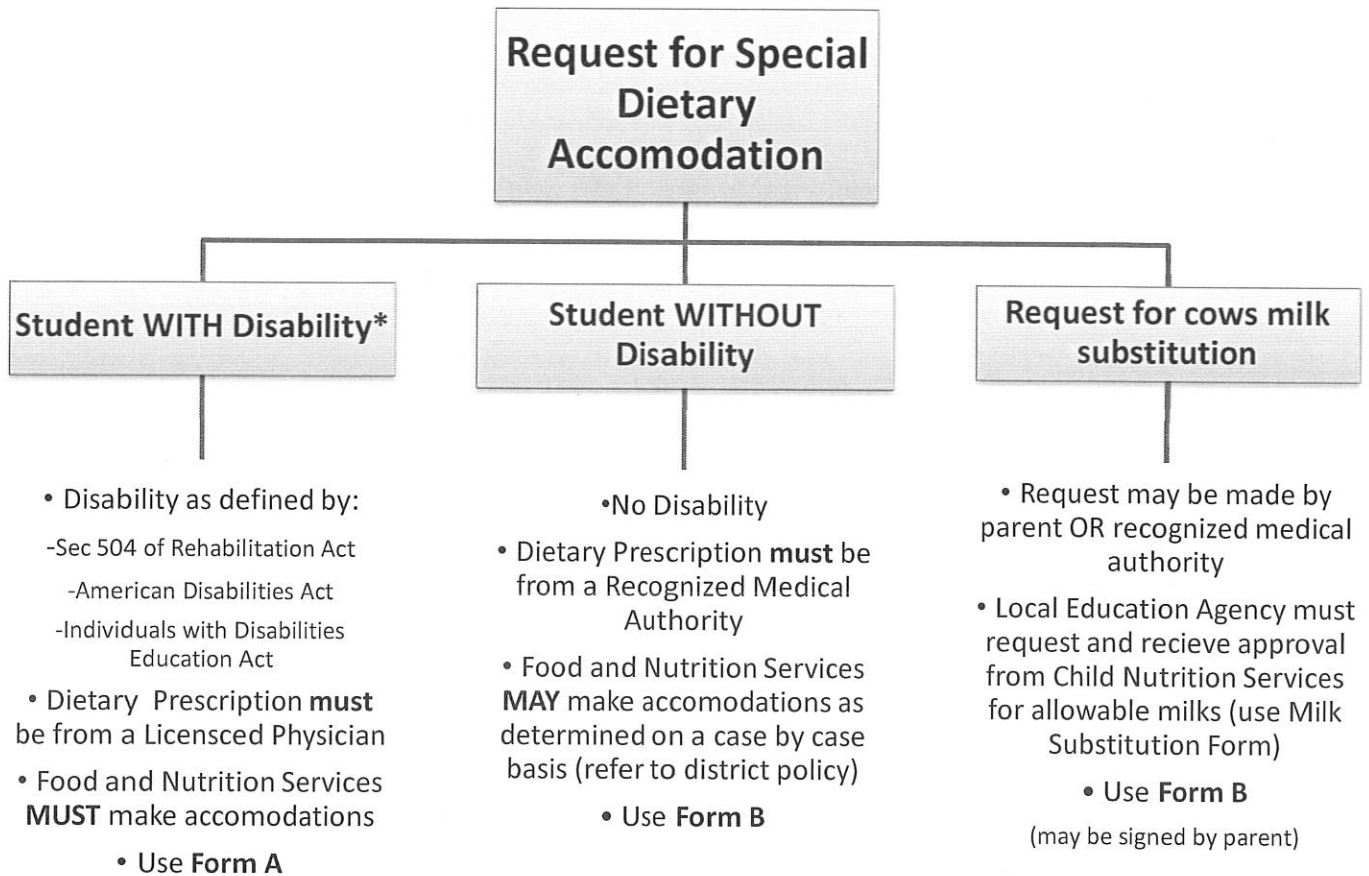 Request for Special
Dietary
Accomodation
Student WITH Disability*
• Disability as defined by:
-Sec 504 of Rehabilitation Act
-American Disabilities Act
-Individuals with Disabilities
Education Act
• Dietary Prescription must
be from a Licensced Physician
• Food and Nutrition Services
MUST make accomodations
• Use Form A
Student WITHOUT
Disability
•No Disability
• Dietary Prescription must be
from a Recognized Medical
Authority
• Food and Nutrition Services
MAY make accomodations as
determined on a case by case
basis (refer to district policy)
• Use Form B
Request for cows milk
substitution
• Request may be made by
parent OR recognized medical
authority
• Local Education Agency must
request and recieve approval
from Child Nutrition Services
for allowable milks (use Milk
Substitution Form)
• Use Form B
(may be signed by parent)